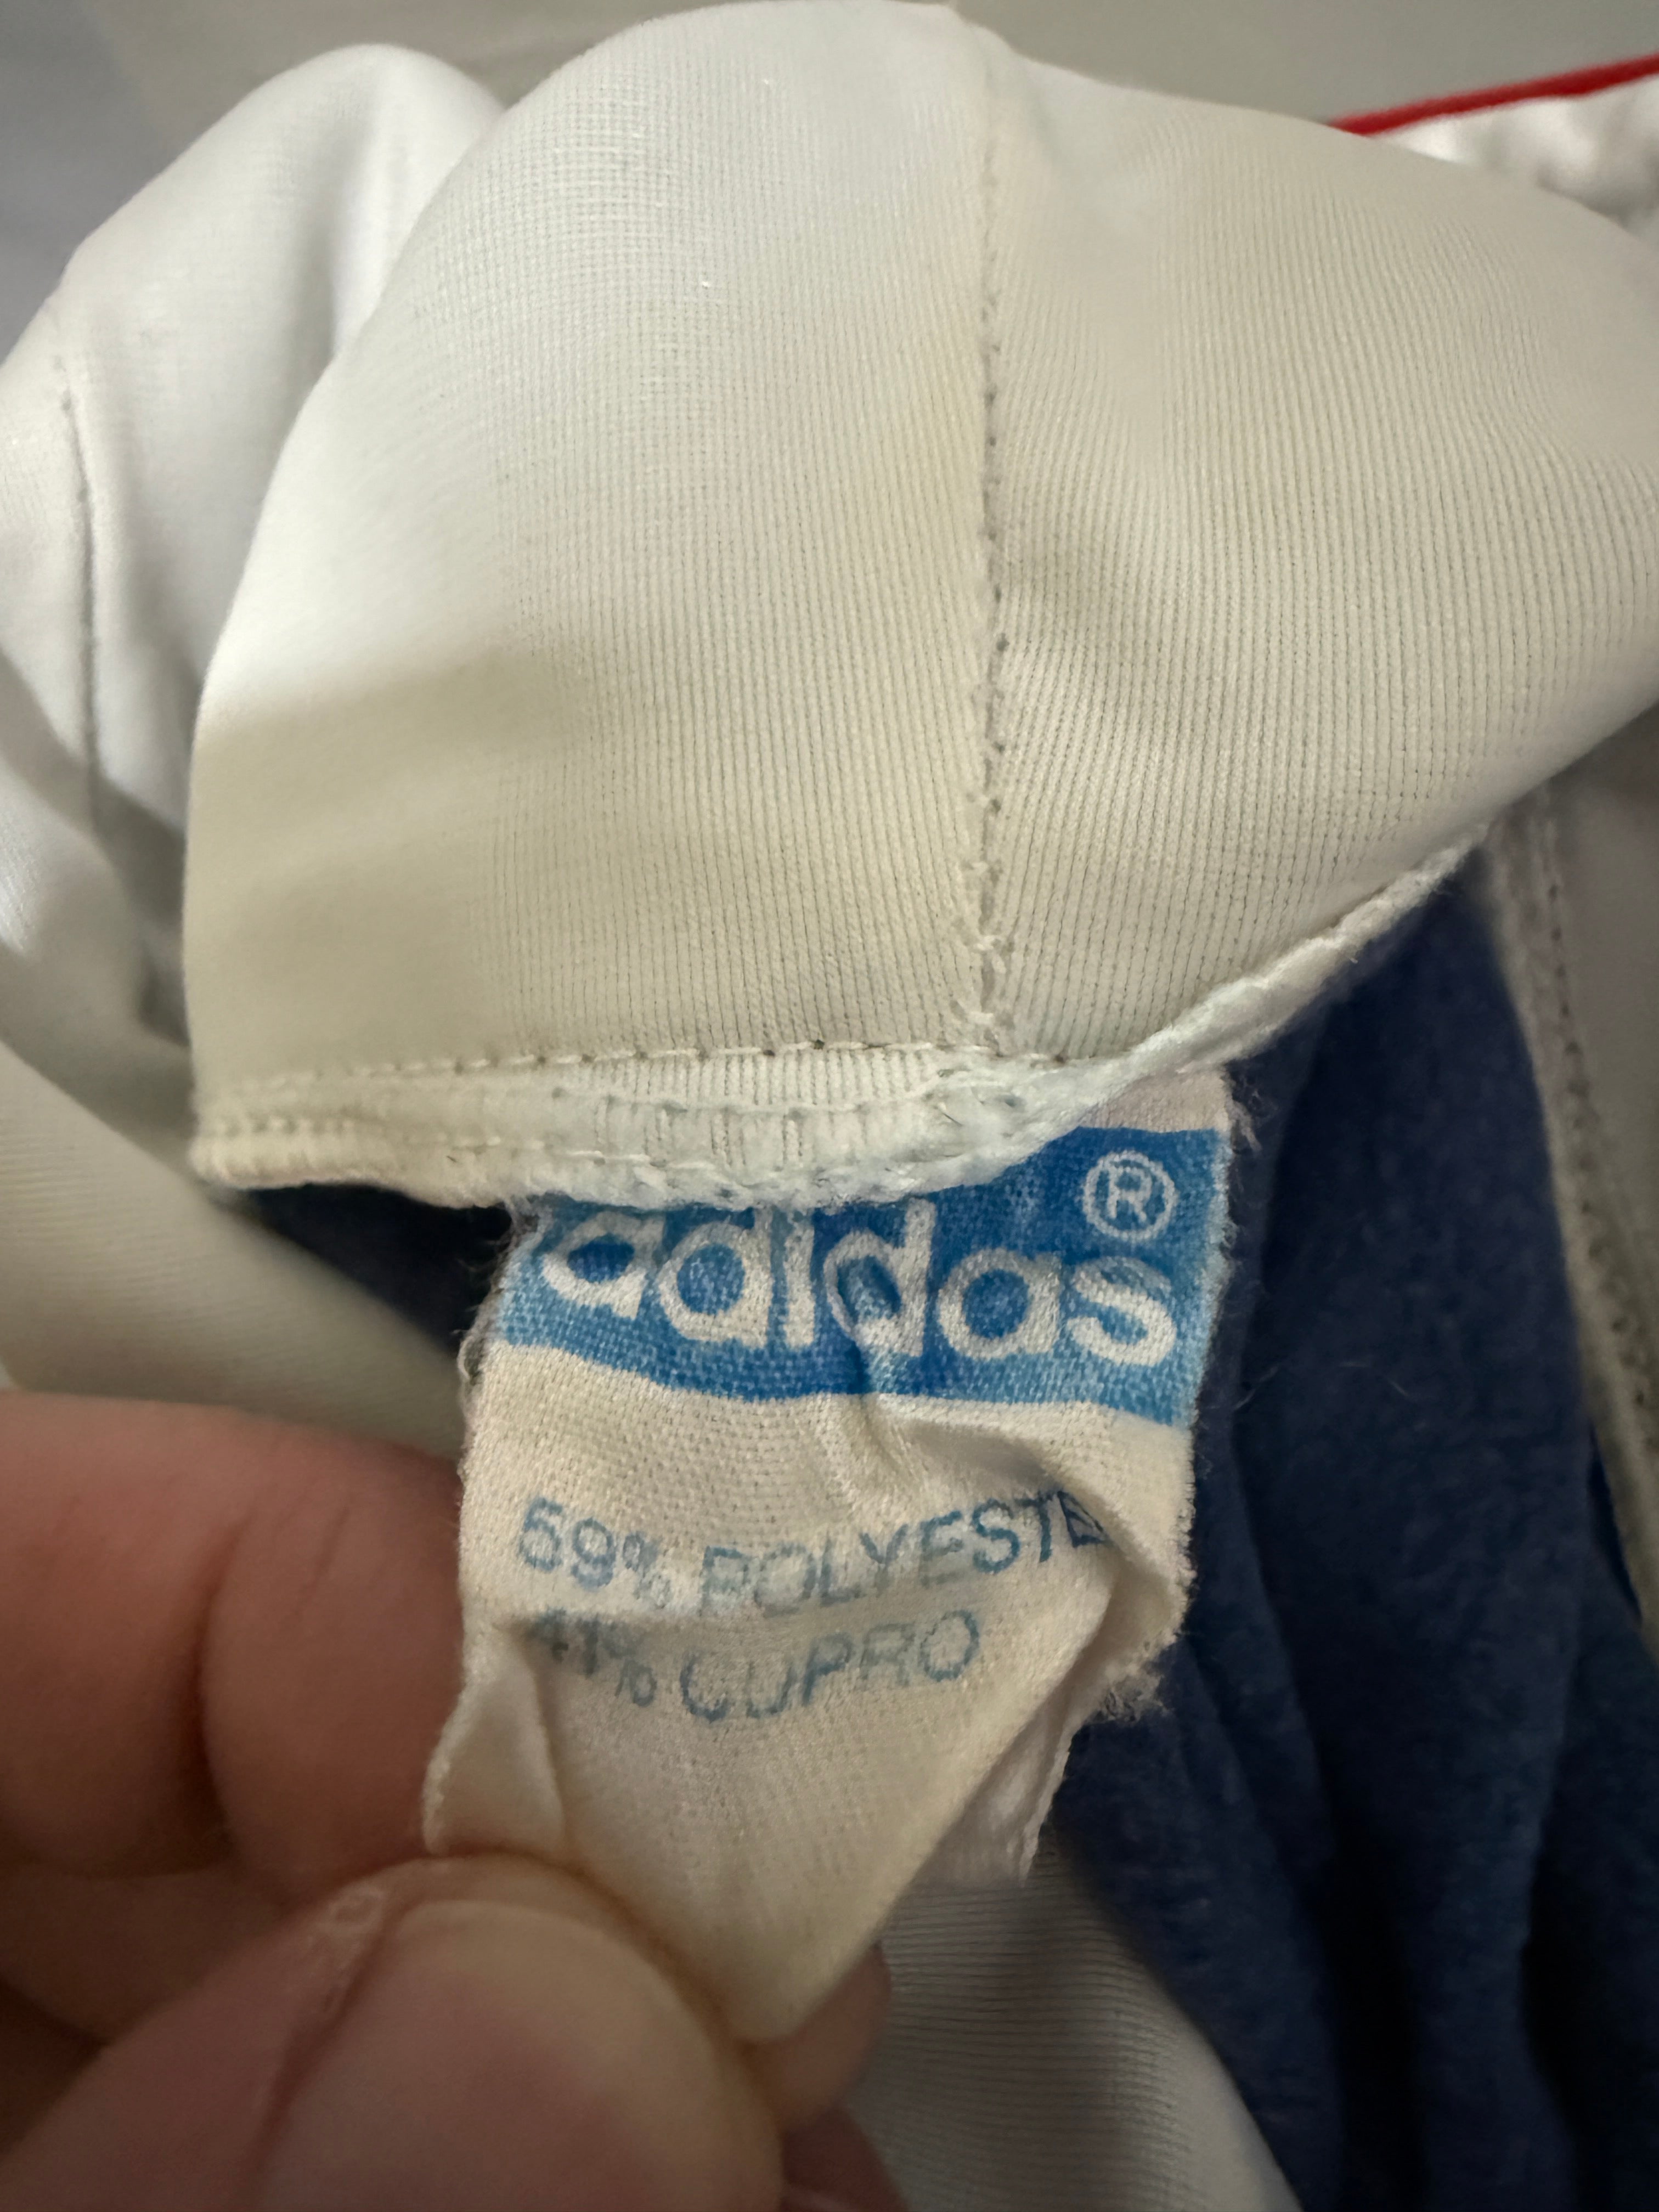 adidas®
59% POLYESTE
41% CUPRO